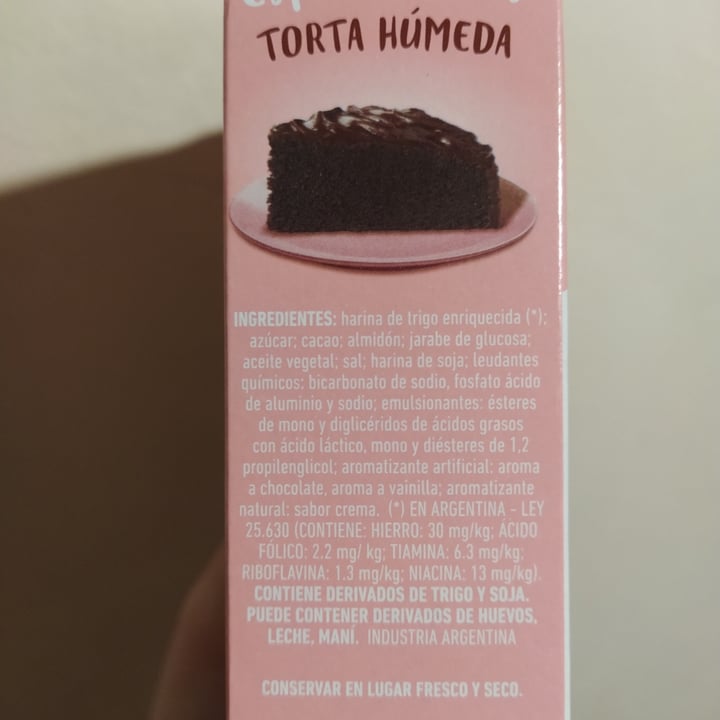 TORTA HÚMEDA
INGREDIENTES: harina de trigo enriquecida (*);
azúcar; cacao; almidón; jarabe de glucosa;
aceite vegetal; sal; harina de soja; leudantes
químicos: bicarbonato de sodio, fosfato ácido
de aluminio y sodio; emulsionantes: ésteres
de mono y diglicéridos de ácidos grasos
con ácido láctico, mono y diésteres de 1,2
propilenglicol; aromatizante artificial: aroma
a chocolate, aroma a vainilla; aromatizante
natural: sabor crema. (*) EN ARGENTINA - LEY
25.630 (CONTIENE: HIERRO: 30 mg/kg; ÁCIDO
FÓLICO: 2.2 mg/ kg; TIAMINA: 6.3 mg/kg;
RIBOFLAVINA: 1.3 mg/kg; NIACINA: 13 mg/kg).
CONTIENE DERIVADOS DE TRIGO Y SOJA.
PUEDE CONTENER DERIVADOS DE HUEVOS,
LECHE, MANÍ. INDUSTRIA ARGENTINA
CONSERVAR EN LUGAR FRESCO Y SECO.